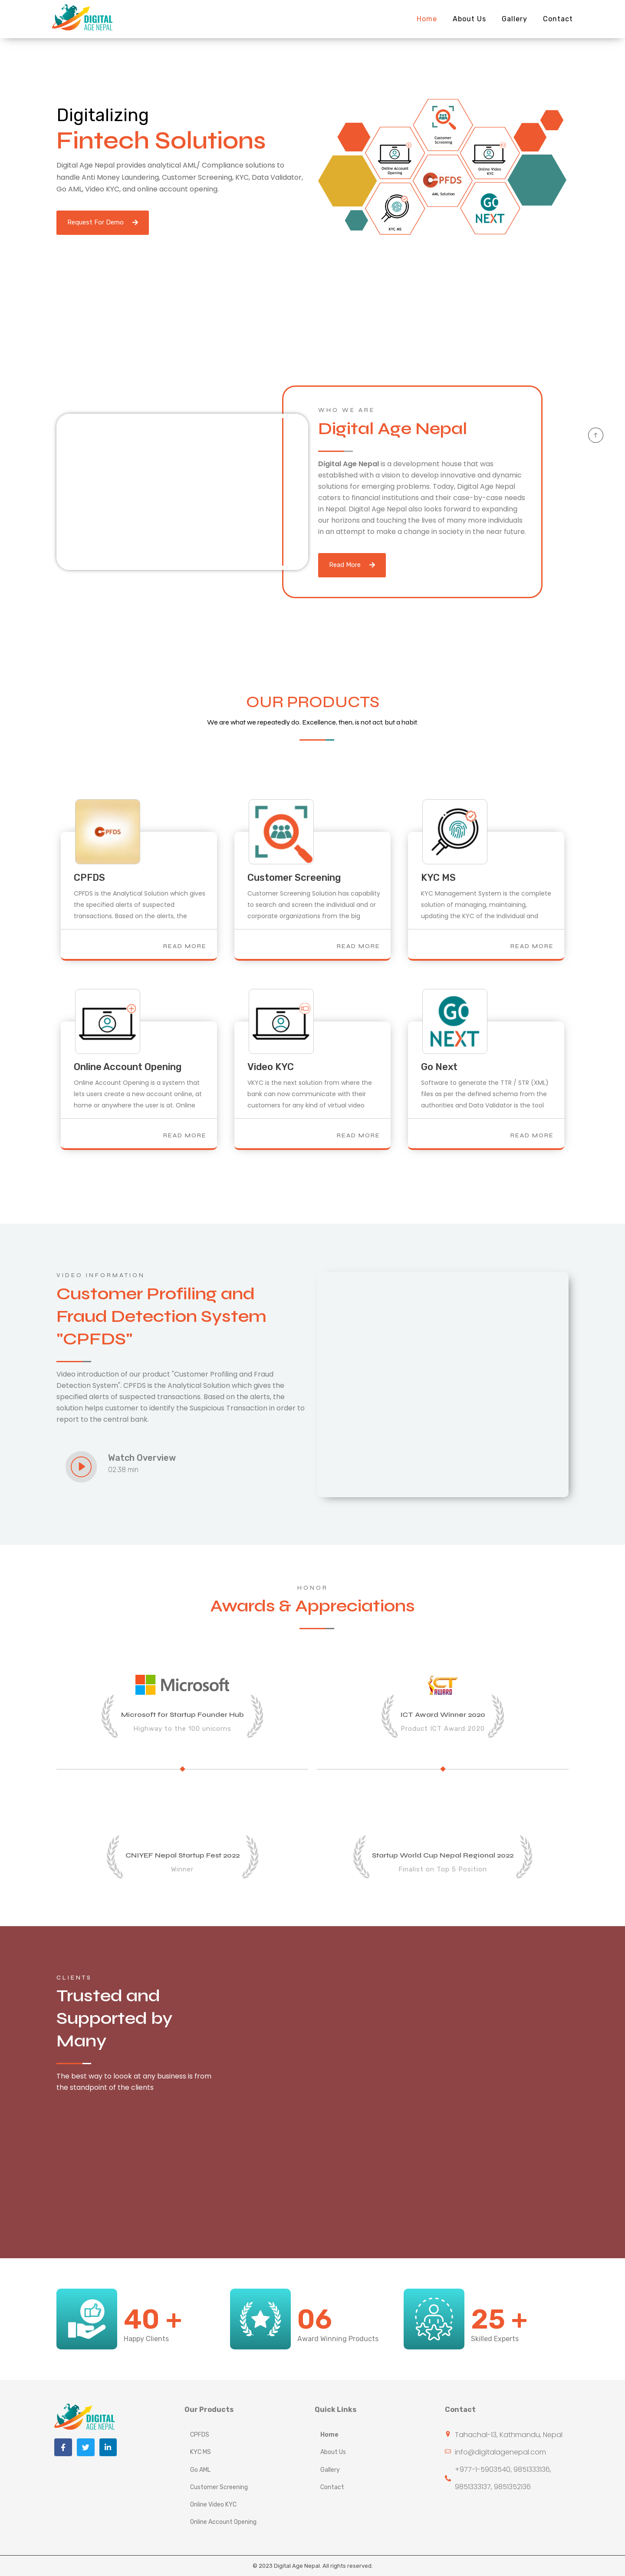 DIGITAL
AGE NEPAL
Home
About Us
Gallery
Contact
Digitalizing
Fintech Solutions
Digital Age Nepal provides analytical AML/ Compliance solutions to
handle Anti Money Laundering, Customer Screening, KYC, Data Validator,
Go AML, Video KYC, and online account opening.
Request For Demo
Customer
Screening
Online Account
Opening
Online Video
KYC
CPFDS
AML Solution
KYC MS
GO
NEXT
WHO WE ARE
Digital Age Nepal
Digital Age Nepal is a development house that was
established with a vision to develop innovative and dynamic
solutions for emerging problems. Today, Digital Age Nepal
caters to financial institutions and their case-by-case needs
in Nepal. Digital Age Nepal also looks forward to expanding
our horizons and touching the lives of many more individuals
in an attempt to make a change in society in the near future.
Read More
OUR PRODUCTS
We are what we repeatedly do. Excellence, then, is not act, but a habit
CPFDS
CPFDS
CPFDS is the Analytical Solution which gives
the specified alerts of suspected
transactions. Based on the alerts, the
READ MORE
Customer Screening
Customer Screening Solution has capability
to search and screen the individual and or
corporate organizations from the big
READ MORE
KYC MS
KYC Management System is the complete
solution of managing, maintaining,
updating the KYC of the Individual and
READ MORE
Online Account Opening
Online Account Opening is a system that
lets users create a new account online, at
home or anywhere the user is at. Online
READ MORE
Video KYC
VKYC is the next solution from where the
bank can now communicate with their
customers for any kind of virtual video
READ MORE
GO
NEXT
Go Next
Software to generate the TTR / STR (XML)
files as per the defined schema from the
authorities and Data Validator is the tool
READ MORE
VIDEO INFORMATION
Customer Profiling and
Fraud Detection System
"CPFDS"
Video introduction of our product "Customer Profiling and Fraud
Detection System". CPFDS is the Analytical Solution which gives the
specified alerts of suspected transactions. Based on the alerts, the
solution helps customer to identify the Suspicious Transaction in order to
report to the central bank.
Watch Overview
02:38 min
HONOR
Awards & Appreciations
Microsoft
Microsoft for Startup Founder Hub
Highway to the 100 unicorns
ICT
AWARD
ICT Award Winner 2020
Product ICT Award 2020
CNIYEF Nepal Startup Fest 2022
Winner
Startup World Cup Nepal Regional 2022
Finalist on Top 5 Position
CLIENTS
Trusted and
Supported by
Many
The best way to loook at any business is from
the standpoint of the clients
40 +
Happy Clients
06
Award Winning Products
25 +
Skilled Experts
DIGITAL
AGE NEPAL
Our Products
CPFDS
KYC MS
Go AML
Customer Screening
Online Video KYC
Online Account Opening
Quick Links
Home
About Us
Gallery
Contact
Contact
Tahachal-13, Kathmandu, Nepal
info@digitalagenepal.com
+977-1-5903540, 9851333136,
9851333137, 9851352136
© 2023 Digital Age Nepal. All rights reserved.